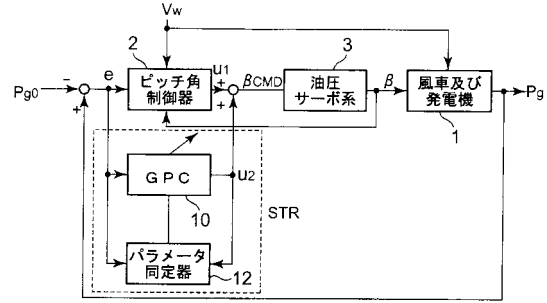 Vw
2
3
Pg0
−
+
e
ピッチ角
制御器
u1
+
+
βCMD
油圧
サーボ系
β
風車及び
発電機
Pg
1
GPC
u2
10
STR
パラメータ
同定器
12